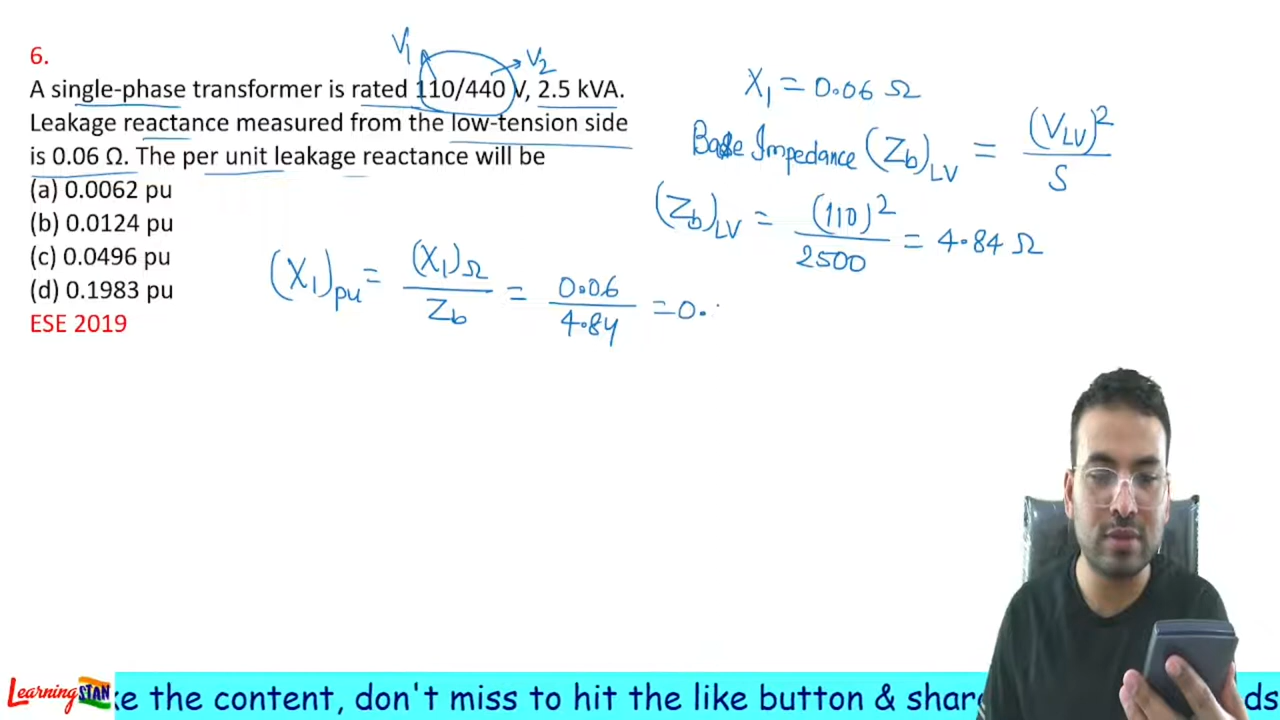 6.
V1
V2
A single-phase transformer is rated 110/440 V, 2.5 kVA.
Leakage reactance measured from the low-tension side
is 0.06 Ω. The per unit leakage reactance will be
(a) 0.0062 pu
(b) 0.0124 pu
(c) 0.0496 pu
(d) 0.1983 pu
ESE 2019
X1 = 0.06 Ω
Base Impedance (Zb)LV = (VLV)2 / S
(Zb)LV = (110)2 / 2500 = 4.84 Ω
(X1)pu = (X1)Ω / Zb = 0.06 / 4.84 = 0.
LearningSTAN
the content, don't miss to hit the like button &